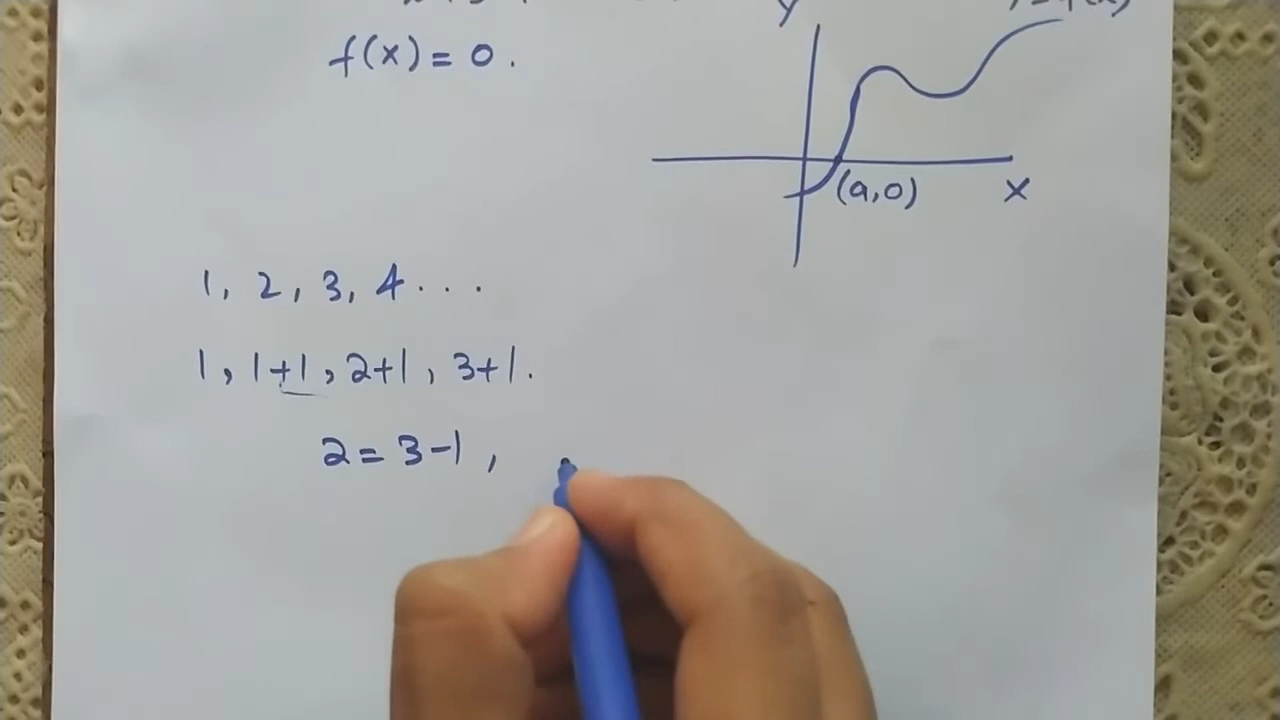 f(x) = 0 .
y
(a,0)
x
1, 2, 3, 4 . . .
1, 1+1, 2+1, 3+1.
2 = 3-1,